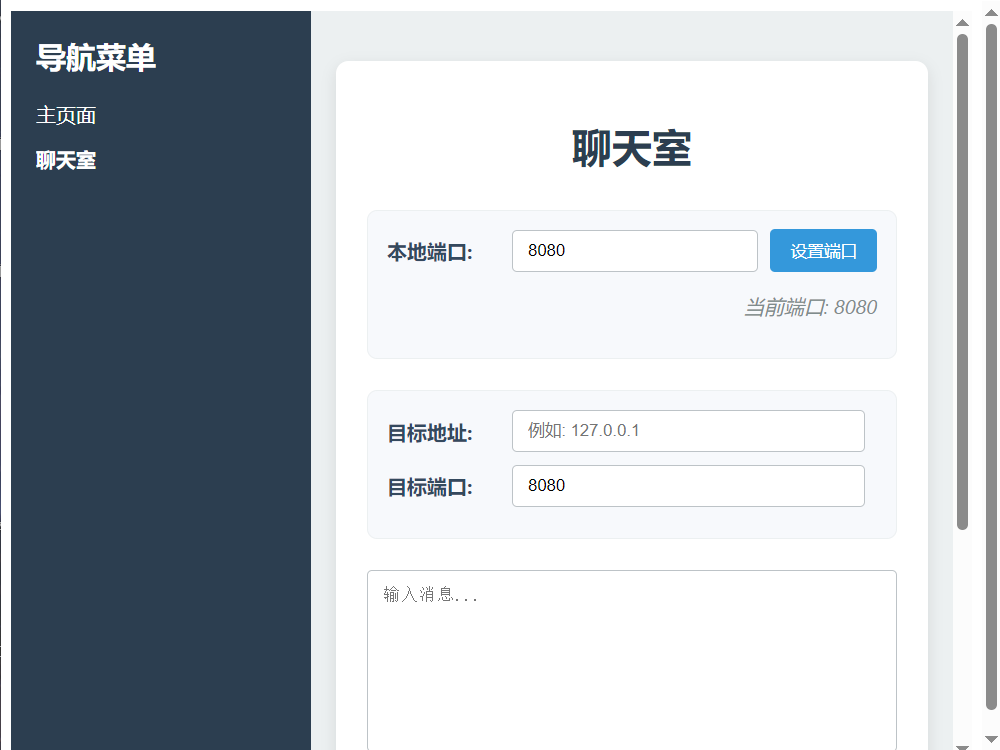 导航菜单
主页面
聊天室
聊天室
本地端口:
8080
设置端口
当前端口: 8080
目标地址:
例如: 127.0.0.1
目标端口:
8080
输入消息...